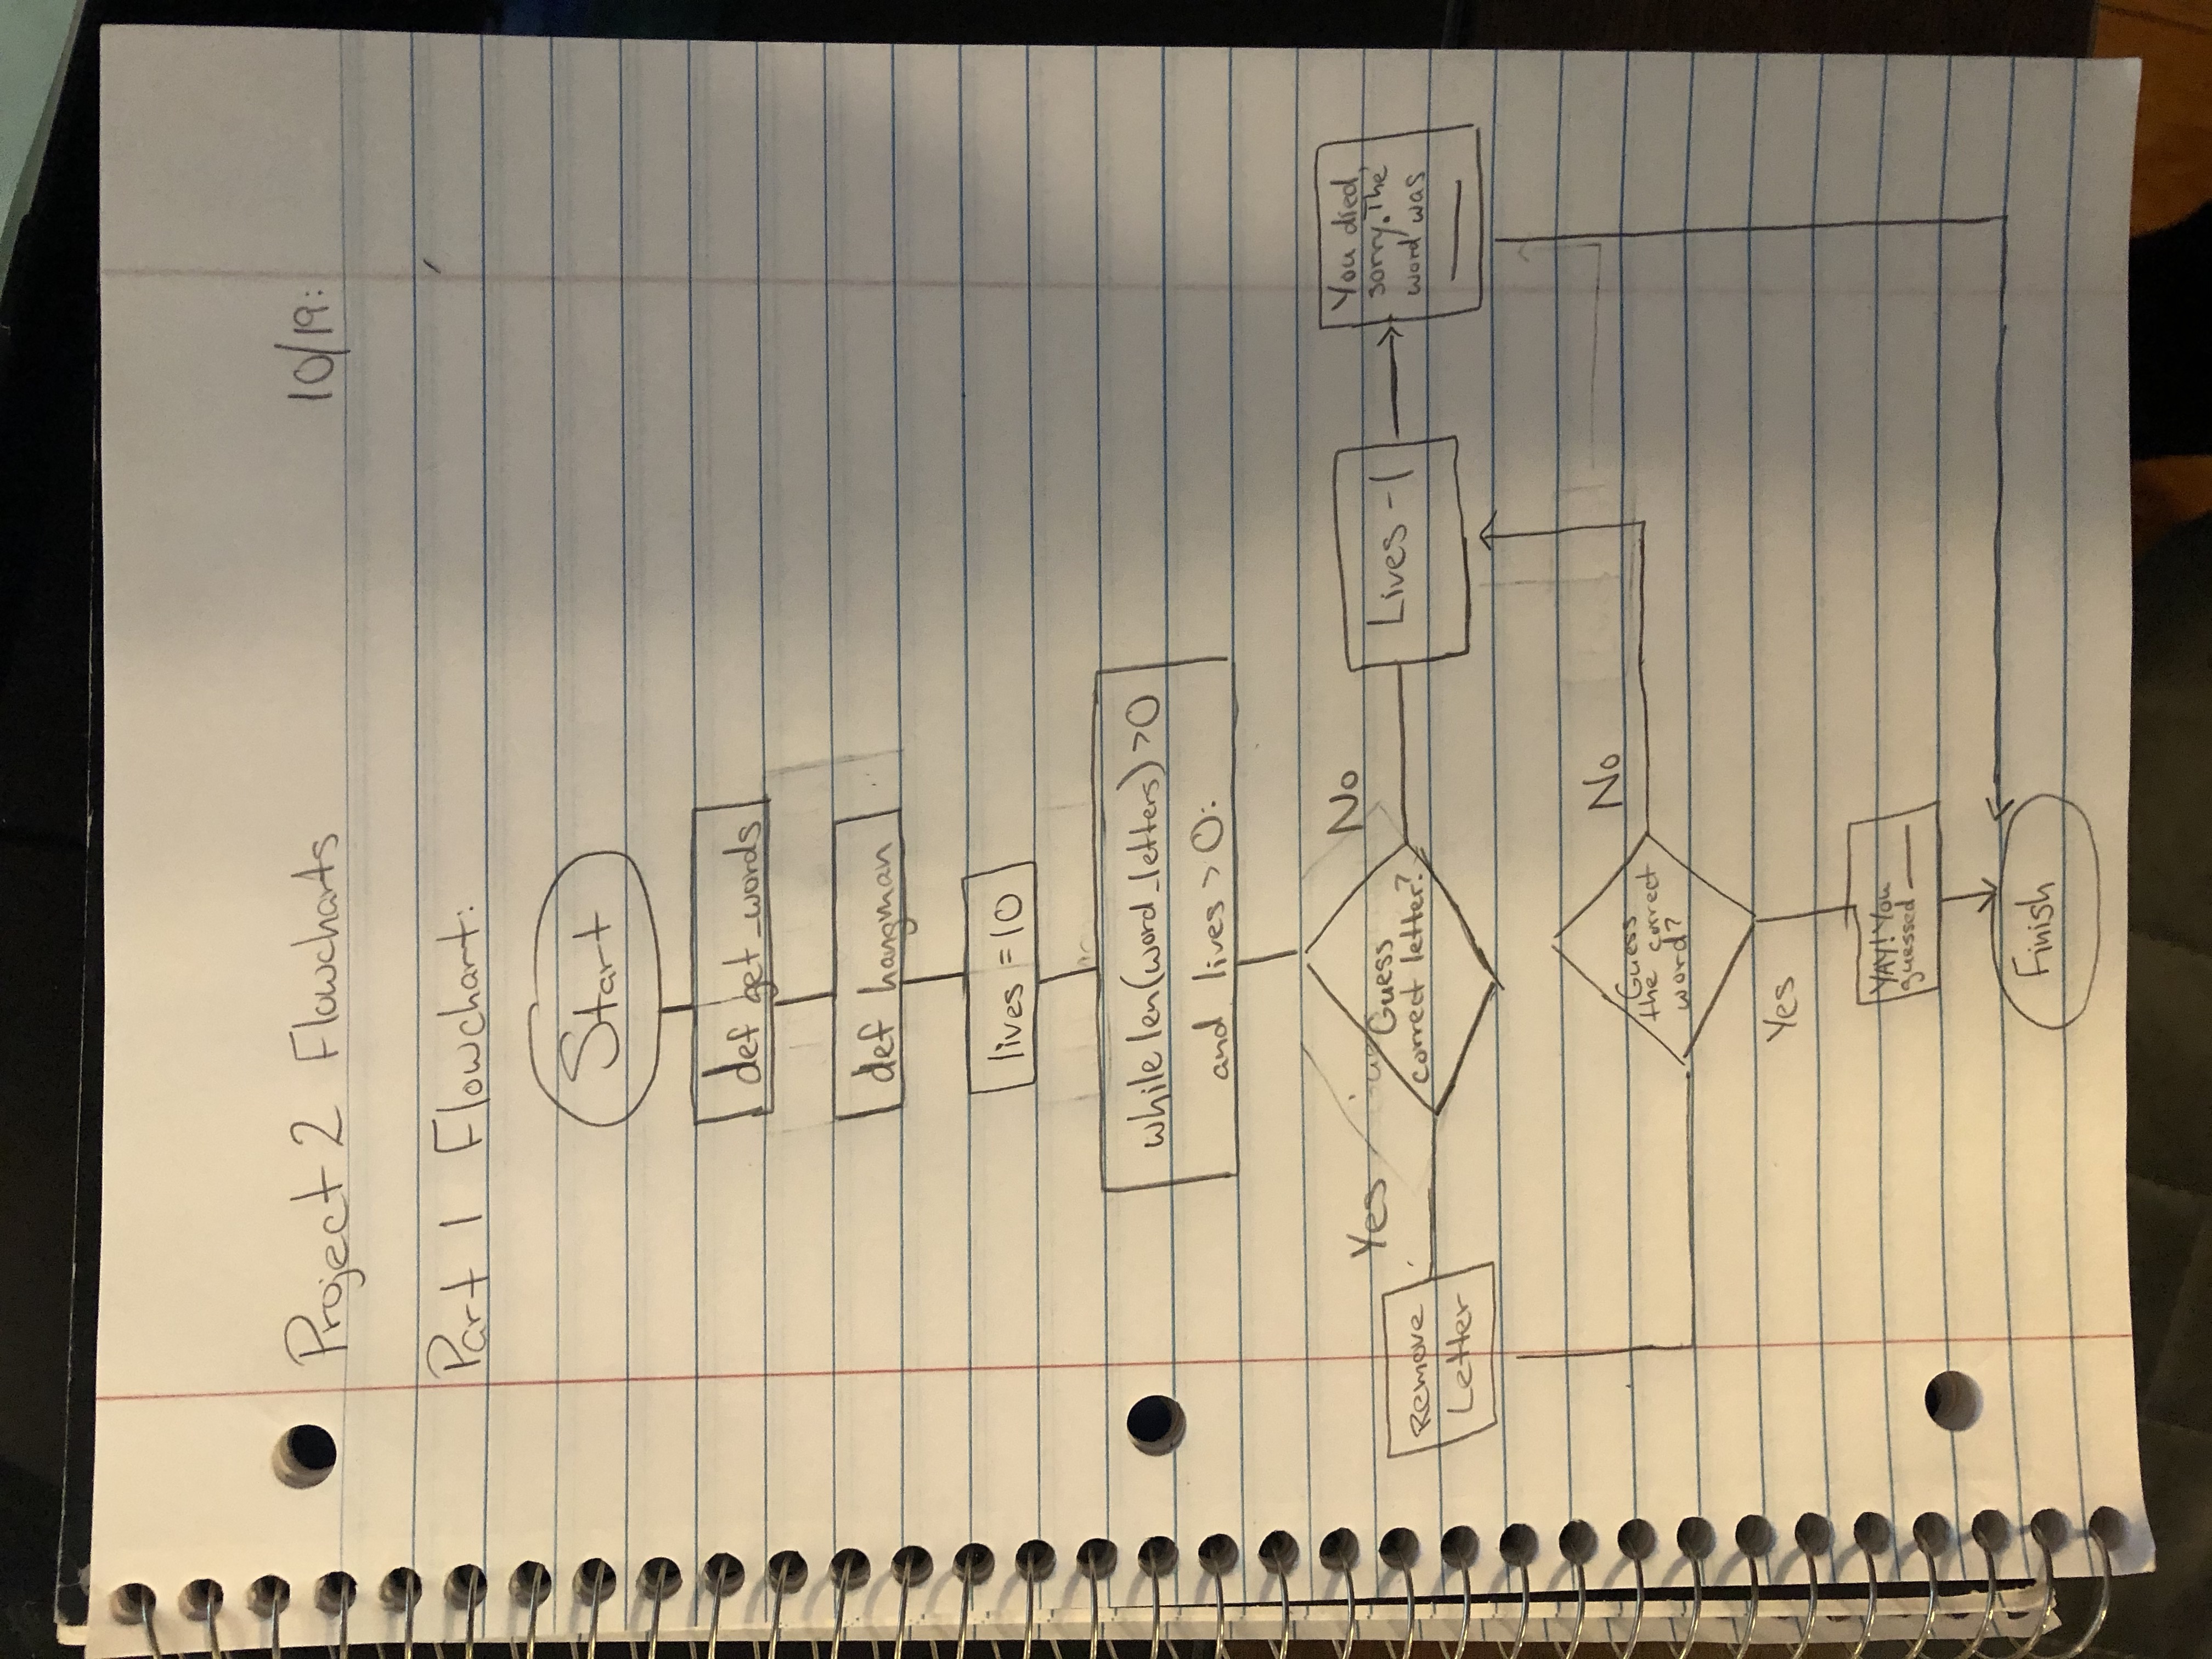 Project 2 Flowcharts
10/19:
Part 1 Flowchart:
Start
def get_words
def hangman
lives = 10
while len(word_letters) > 0
and lives > 0:
Yes
Guess
correct letter?
No
Remove
Letter
Lives -1
You died,
sorry. The
word was
Guess
the correct
word?
No
Yes
YAY! You
guessed
Finish